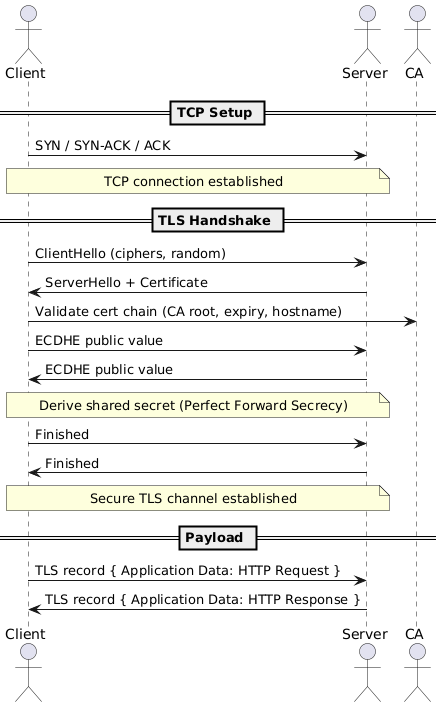 Client Server CA
TCP Setup
SYN / SYN-ACK / ACK
TCP connection established
TLS Handshake
ClientHello (ciphers, random)
ServerHello + Certificate
Validate cert chain (CA root, expiry, hostname)
ECDHE public value
ECDHE public value
Derive shared secret (Perfect Forward Secrecy)
Finished
Finished
Secure TLS channel established
Payload
TLS record { Application Data: HTTP Request }
TLS record { Application Data: HTTP Response }
Client Server CA